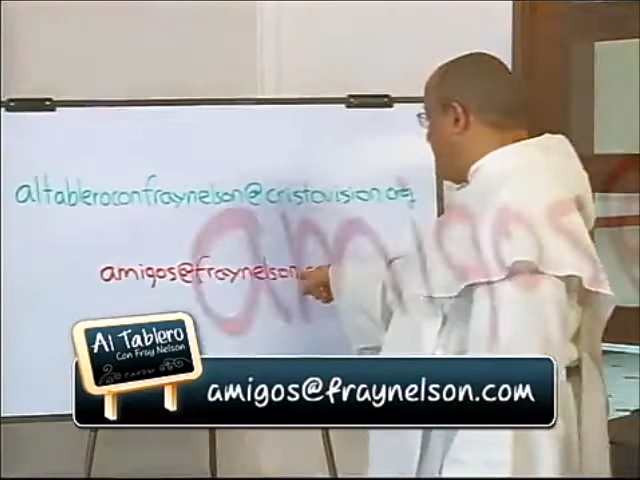 altableroconfraynelson@cristovision.org
amigos
amigos@fraynelson
Al Tablero
Con Fray Nelson
amigos@fraynelson.com